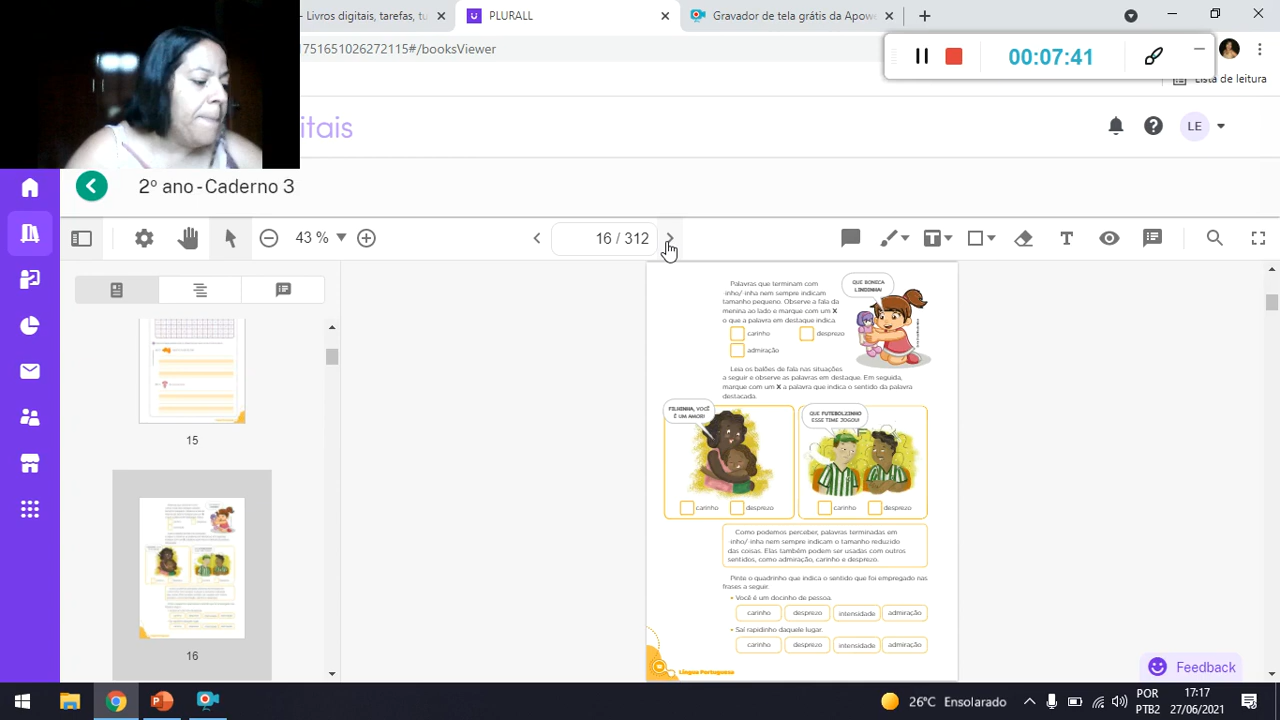 - Livros digitais, tarefas, tu
PLURALL
Gravador de tela grátis da Apowe
751651026272115#/booksViewer
00:07:41
Lista de leitura
itais
LE
2º ano - Caderno 3
43 %
16 / 312
15
16
Palavras que terminam com
inho/ inha nem sempre indicam
tamanho pequeno. Observe a fala da
menina ao lado e marque com um X
o que a palavra em destaque indica.
QUE BONECA
LINDINHA!
carinho
desprezo
admiração
Leia os balões de fala nas situações
a seguir e observe as palavras em destaque. Em seguida,
marque com um X a palavra que indica o sentido da palavra
destacada.
FILHINHA, VOCÊ
É UM AMOR!
QUE FUTEBOLZINHO
ESSE TIME JOGOU!
carinho
desprezo
carinho
desprezo
Como podemos perceber, palavras terminadas em
inho/ inha nem sempre indicam o tamanho reduzido
das coisas. Elas também podem ser usadas com outros
sentidos, como admiração, carinho e desprezo.
Pinte o quadrinho que indica o sentido que foi empregado nas
frases a seguir.
• Você é um docinho de pessoa.
carinho
desprezo
intensidade
admiração
• Saí rapidinho daquele lugar.
carinho
desprezo
intensidade
admiração
Língua Portuguesa
Feedback
26°C Ensolarado
POR
PTB2
17:17
27/06/2021